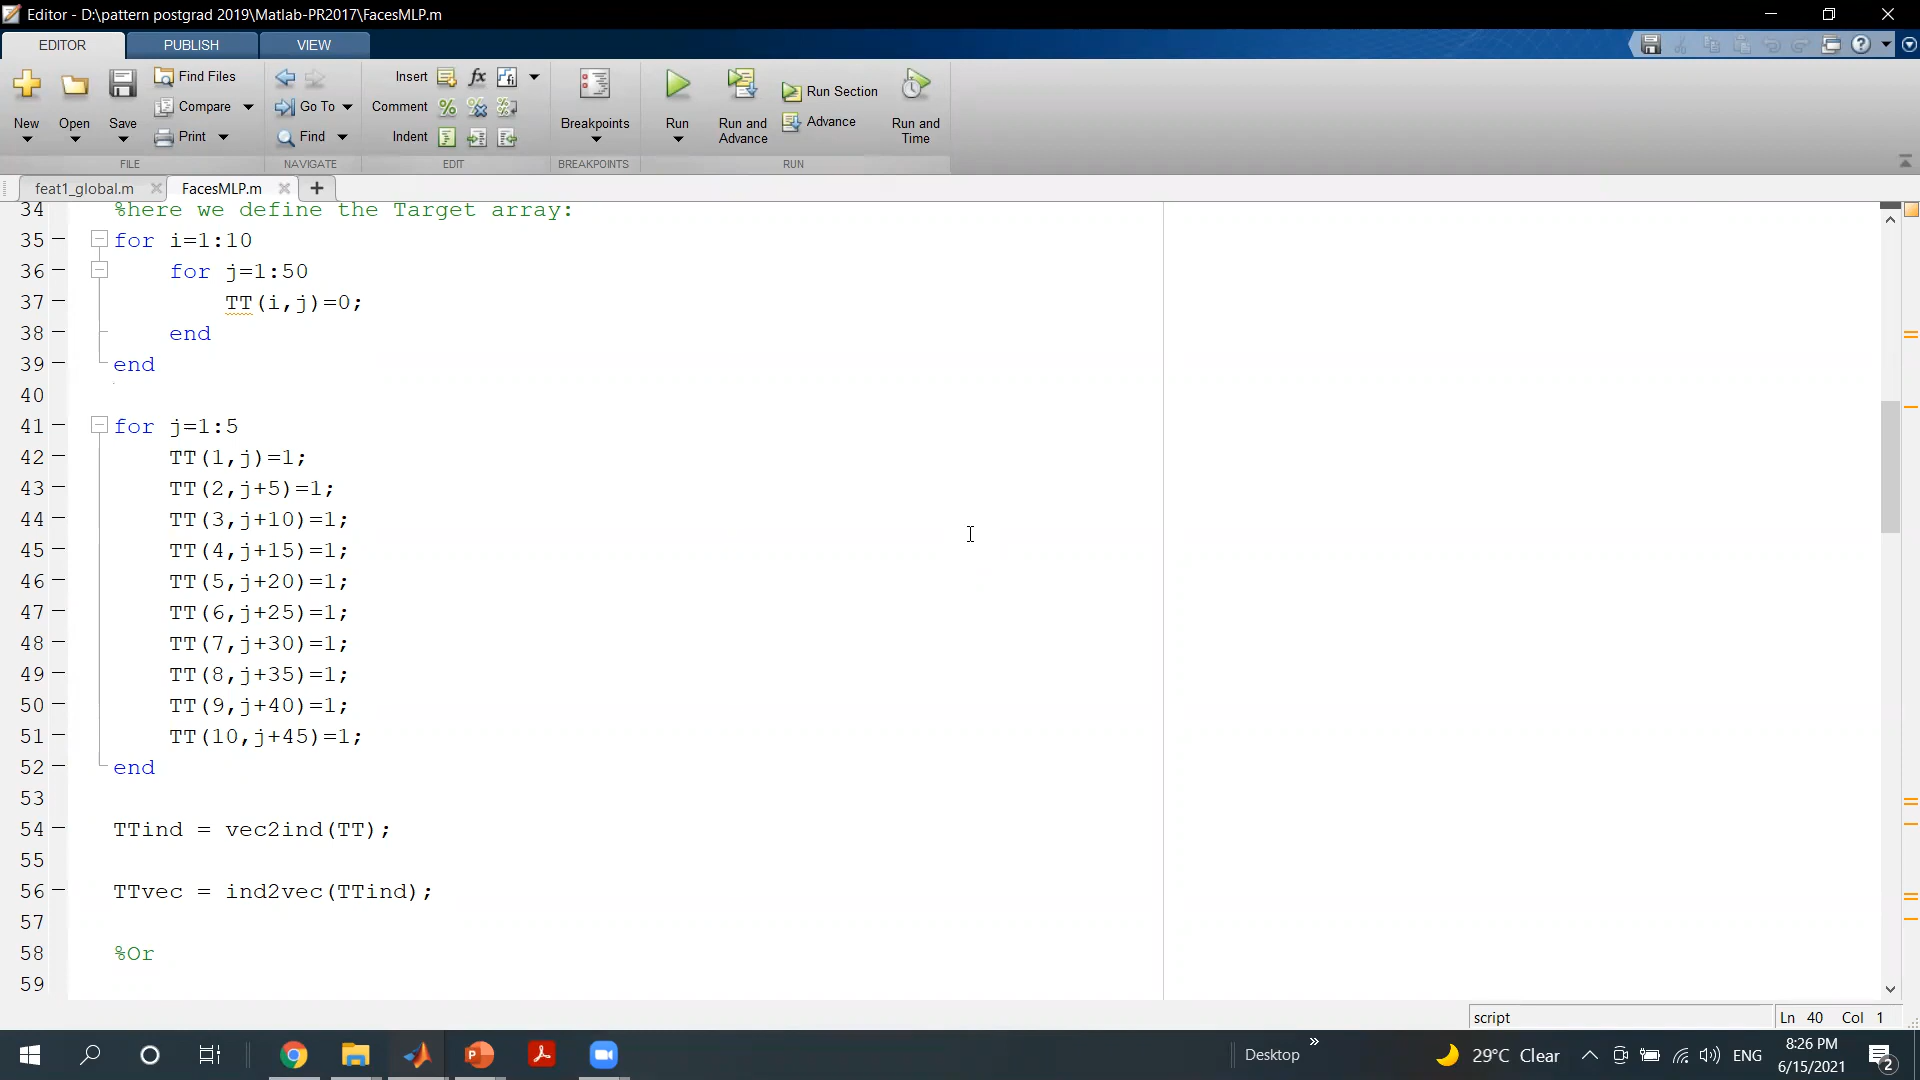 Editor - D:\pattern postgrad 2019\Matlab-PR2017\FacesMLP.m
EDITOR PUBLISH VIEW
Find Files Insert fx Run Section
Compare Go To Comment Advance
New Open Save Print Find Indent Breakpoints Run Run and Advance Run and Time
FILE NAVIGATE EDIT BREAKPOINTS RUN
feat1_global.m FacesMLP.m
34 %here we define the Target array:
35 for i=1:10
36 for j=1:50
37 TT(i,j)=0;
38 end
39 end
40
41 for j=1:5
42 TT(1,j)=1;
43 TT(2,j+5)=1;
44 TT(3,j+10)=1;
45 TT(4,j+15)=1;
46 TT(5,j+20)=1;
47 TT(6,j+25)=1;
48 TT(7,j+30)=1;
49 TT(8,j+35)=1;
50 TT(9,j+40)=1;
51 TT(10,j+45)=1;
52 end
53
54 TTind = vec2ind(TT);
55
56 TTvec = ind2vec(TTind);
57
58 %Or
59
script Ln 40 Col 1
Desktop 29°C Clear ENG 8:26 PM
6/15/2021 2